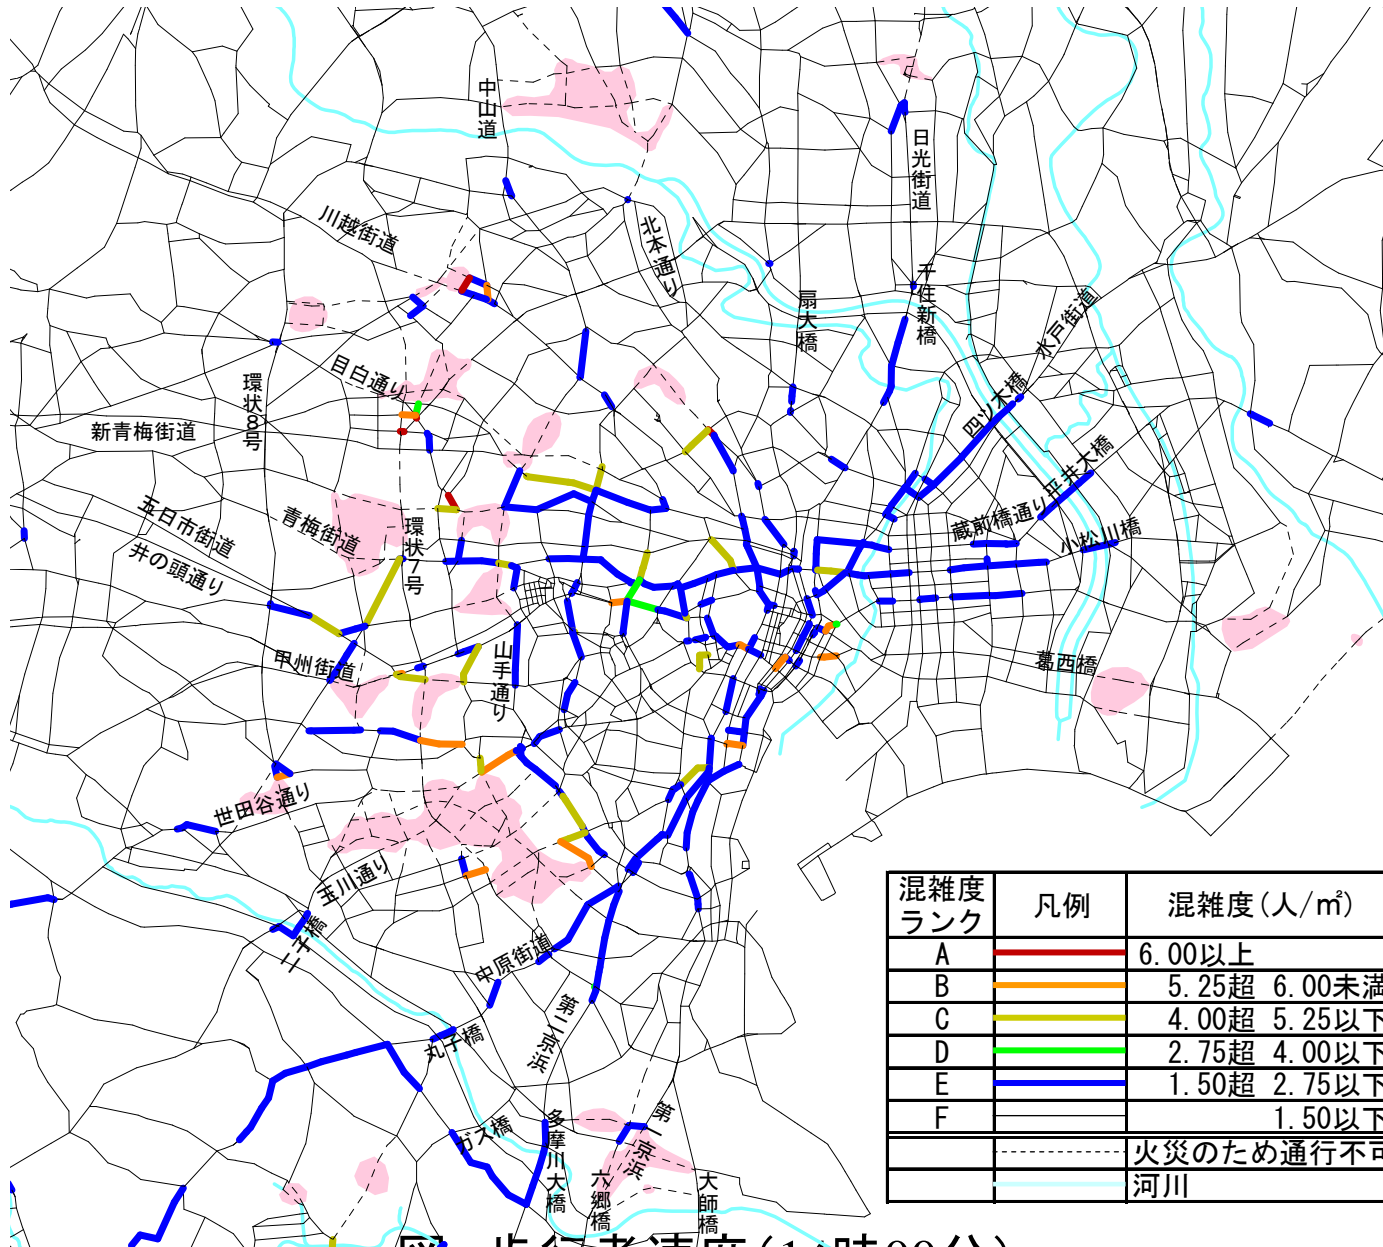 中山道
日光街道
川越街道
北本通り
千住新橋
扇大橋
水戸街道
目白通り
環状8号
新青梅街道
四ツ木橋
平井大橋
五日市街道
青梅街道
環状7号
蔵前橋通り
小松川橋
井の頭通り
甲州街道
山手通り
葛西橋
世田谷通り
玉川通り
二子橋
中原街道
第二京浜
丸子橋
ガス橋
多摩川大橋
六郷橋
第一京浜
大師橋
混雑度ランク 凡例 混雑度(人/㎡)
A 6.00以上
B 5.25超 6.00未満
C 4.00超 5.25以下
D 2.75超 4.00以下
E 1.50超 2.75以下
F 1.50以下
火災のため通行不可
河川